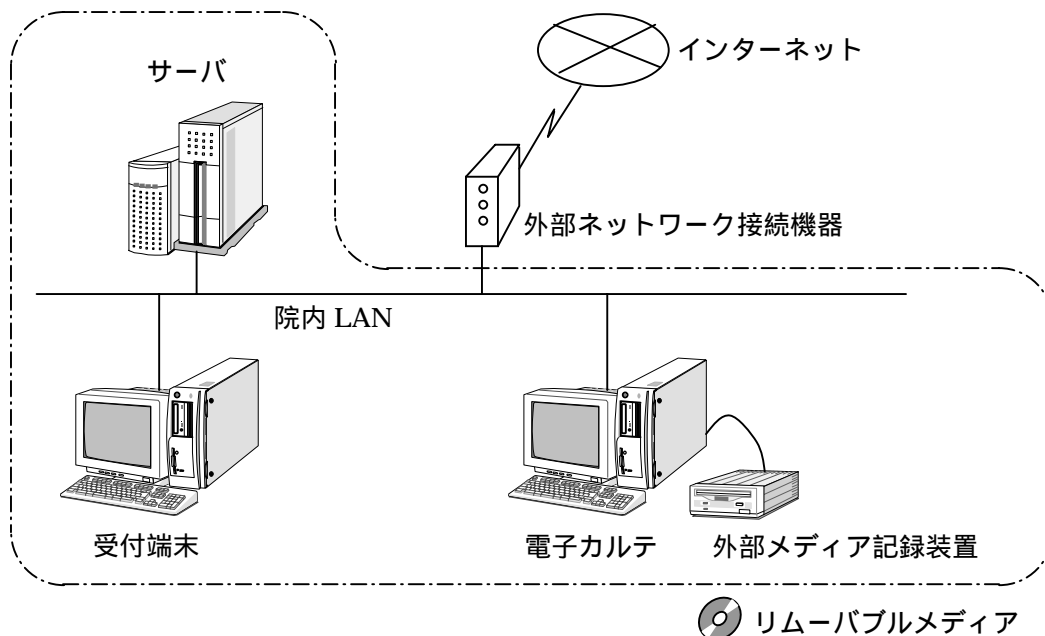 サーバ
インターネット
外部ネットワーク接続機器
院内 LAN
受付端末
電子カルテ
外部メディア記録装置
リムーバブルメディア